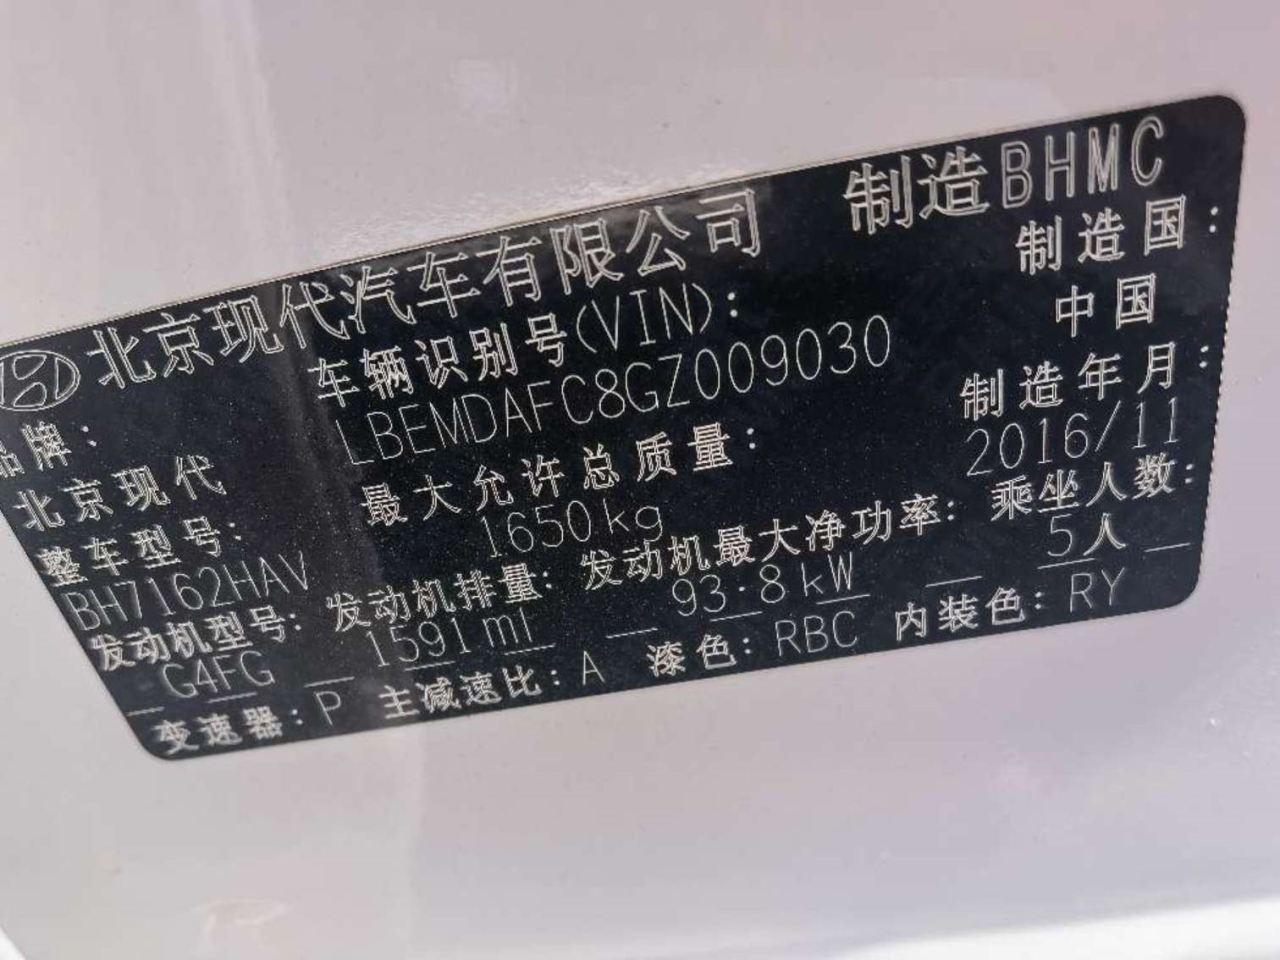 北京现代汽车有限公司 制造BHMC
品牌: 车辆识别号(VIN): 制造国:
北京现代 LBEMDAFC8GZ009030 中国
整车型号: 最大允许总质量: 制造年月:
BH7162HAV 1650kg 2016/11
发动机型号: 发动机排量: 发动机最大净功率: 乘坐人数:
G4FG 1591mL 93.8kW 5人
变速器: P 主减速比: A 漆色: RBC 内装色: RY